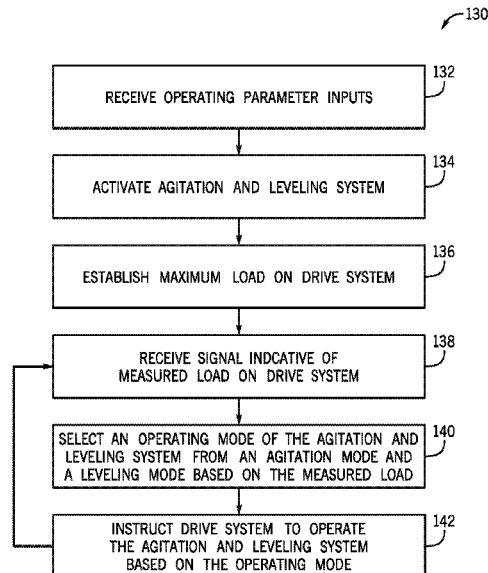 130
132
RECEIVE OPERATING PARAMETER INPUTS
134
ACTIVATE AGITATION AND LEVELING SYSTEM
136
ESTABLISH MAXIMUM LOAD ON DRIVE SYSTEM
138
RECEIVE SIGNAL INDCATIVE OF
MEASURED LOAD ON DRIVE SYSTEM
140
SELECT AN OPERATING MODE OF THE AGITATION AND
LEVELING SYSTEM FROM AN AGITATION MODE AND
A LEVELING MODE BASED ON THE MEASURED LOAD
142
INSTRUCT DRIVE SYSTEM TO OPERATE
THE AGITATION AND LEVELING SYSTEM
BASED ON THE OPERATING MODE